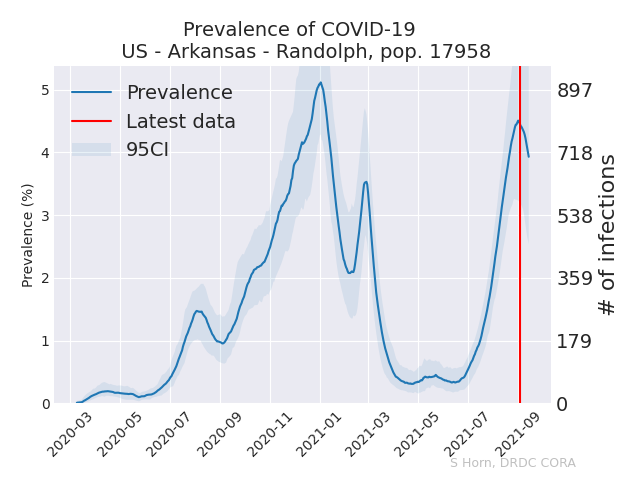 Prevalence of COVID-19
US - Arkansas - Randolph, pop. 17958
Prevalence
Latest data
95CI
Prevalence (%)
5
4
3
2
1
0
897
718
538
359
179
0
# of infections
2020-03
2020-05
2020-07
2020-09
2020-11
2021-01
2021-03
2021-05
2021-07
2021-09
S Horn, DRDC CORA